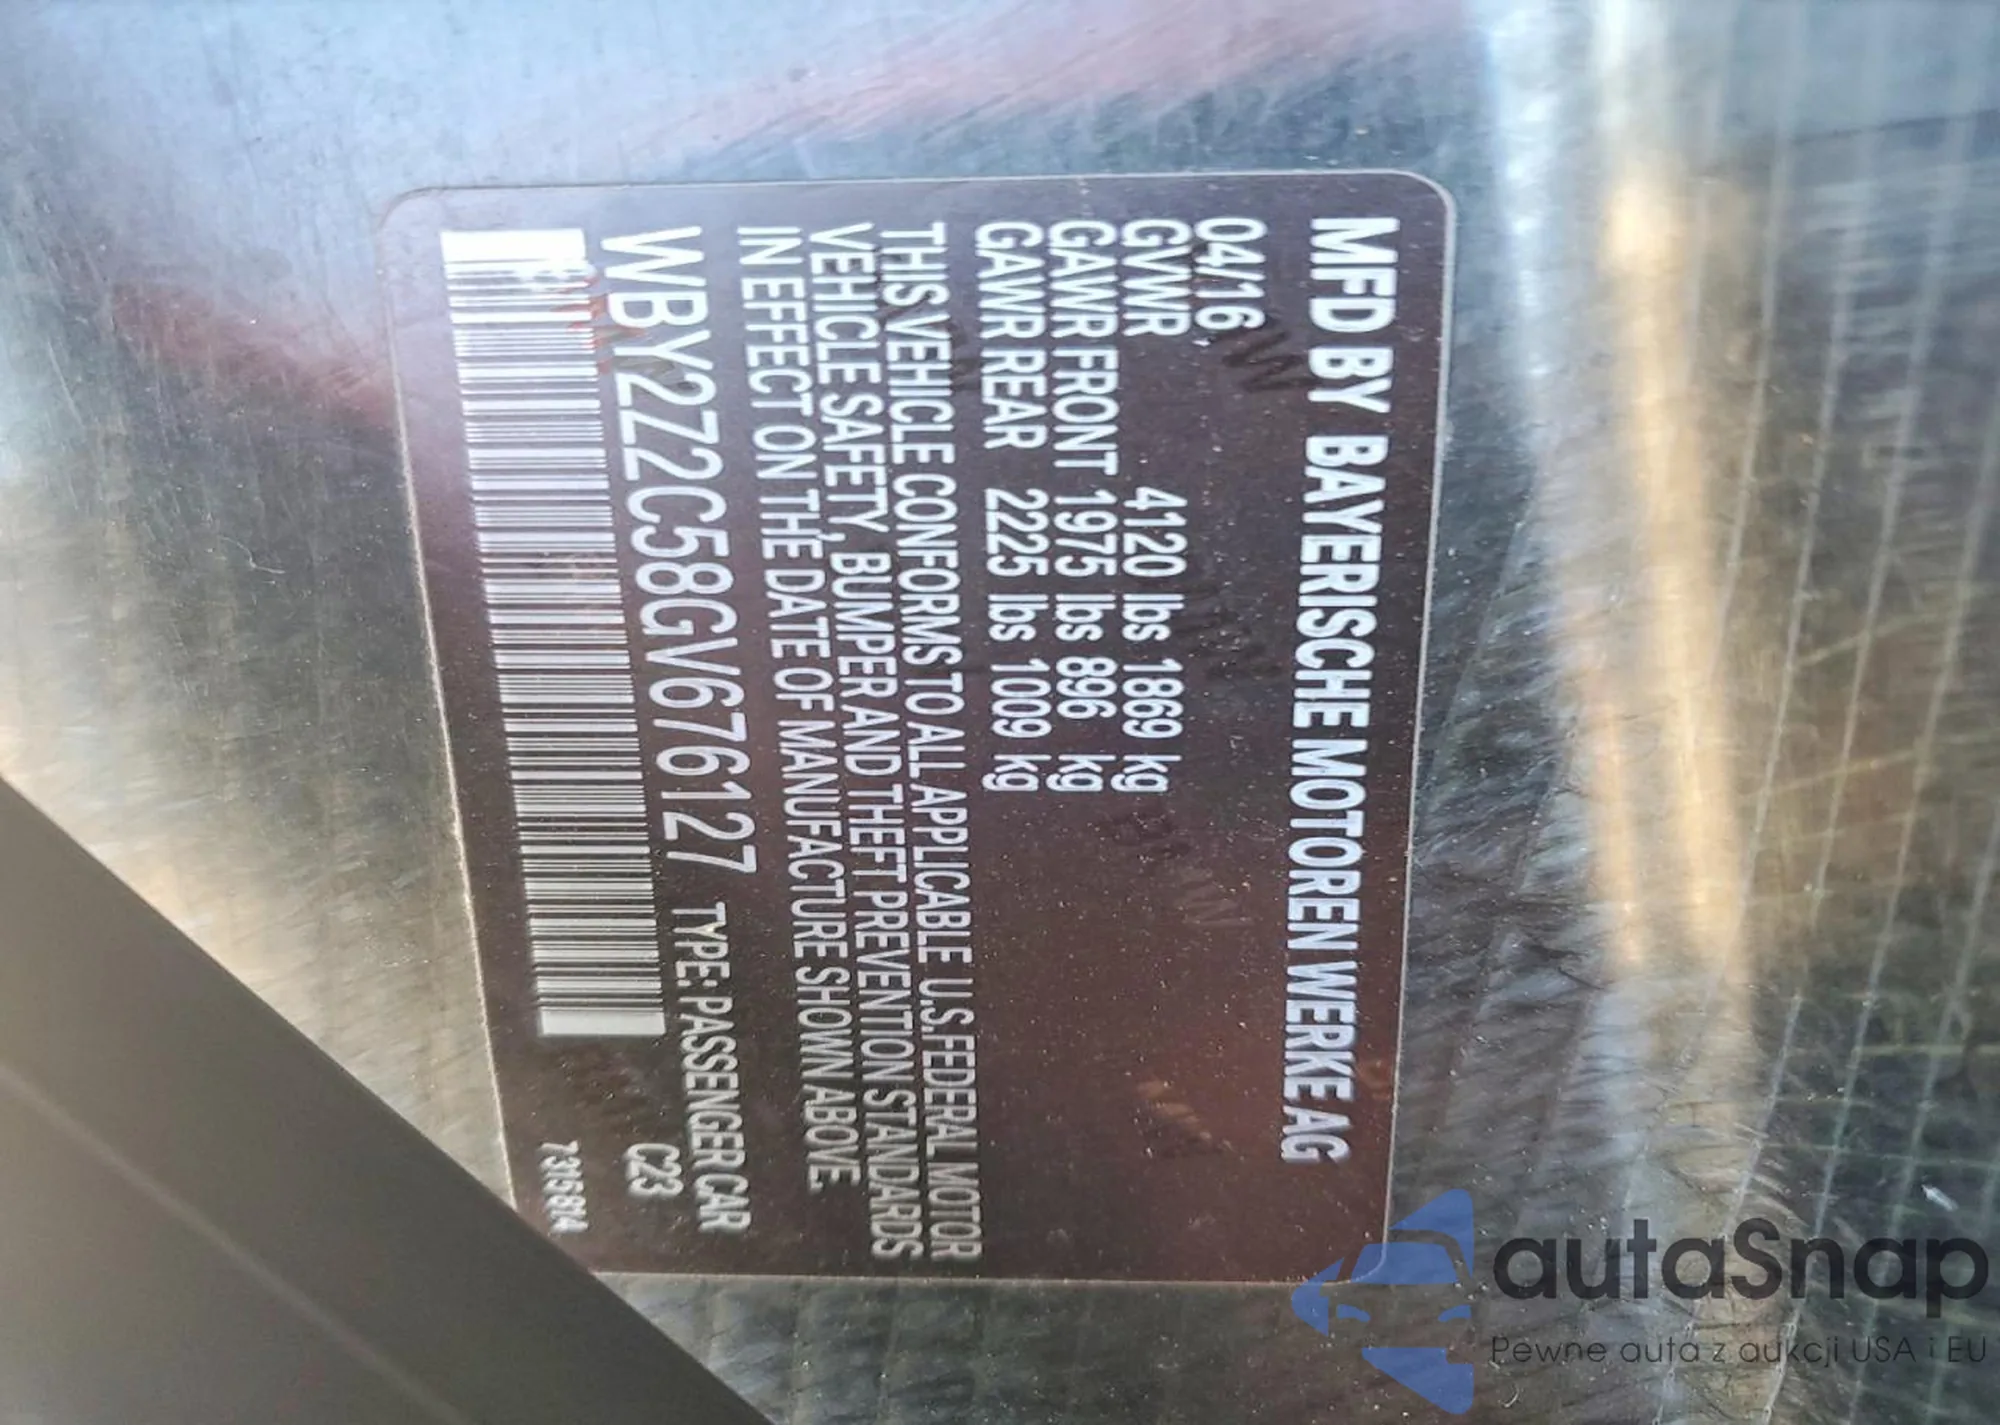 MFD BY BAYERISCHE MOTOREN WERKE AG
04/16
GVWR 4120 lbs 1869 kg
GAWR FRONT 1975 lbs 896 kg
GAWR REAR 2225 lbs 1009 kg
THIS VEHICLE CONFORMS TO ALL APPLICABLE U.S. FEDERAL MOTOR
VEHICLE SAFETY, BUMPER AND THEFT PREVENTION STANDARDS
IN EFFECT ON THE DATE OF MANUFACTURE SHOWN ABOVE.
WBY2Z2C58GV676127 TYPE: PASSENGER CAR
C23
7315814
autaSnap
Pewne auta z aukcji USA i EU